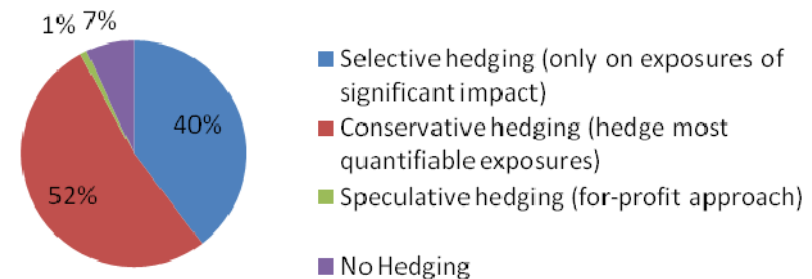 1% 7%
40%
52%
Selective hedging (only on exposures of
significant impact)
Conservative hedging (hedge most
quantifiable exposures)
Speculative hedging (for-profit approach)
No Hedging